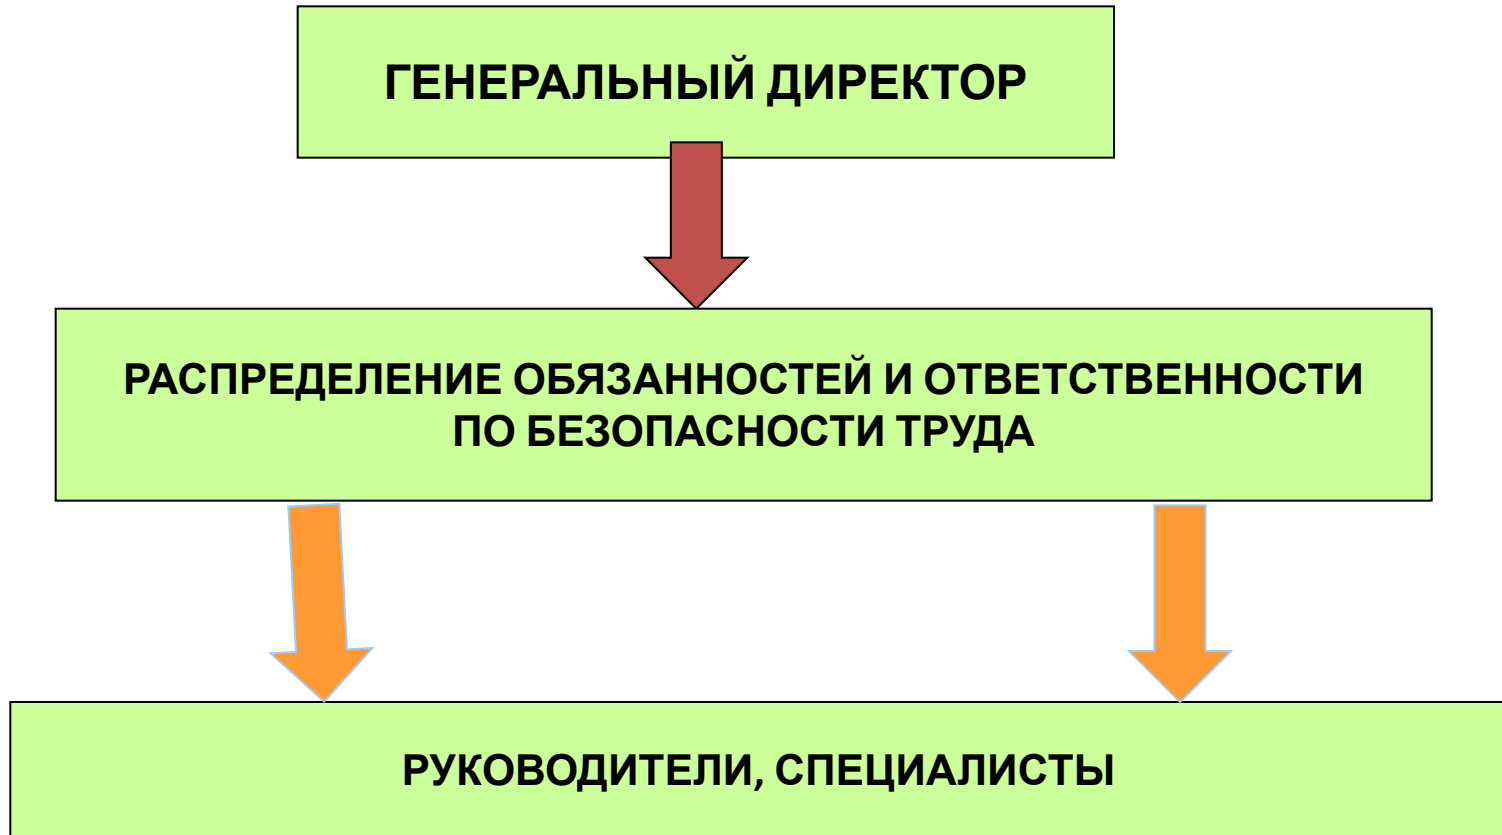 ГЕНЕРАЛЬНЫЙ ДИРЕКТОР
РАСПРЕДЕЛЕНИЕ ОБЯЗАННОСТЕЙ И ОТВЕТСТВЕННОСТИ
ПО БЕЗОПАСНОСТИ ТРУДА
РУКОВОДИТЕЛИ, СПЕЦИАЛИСТЫ